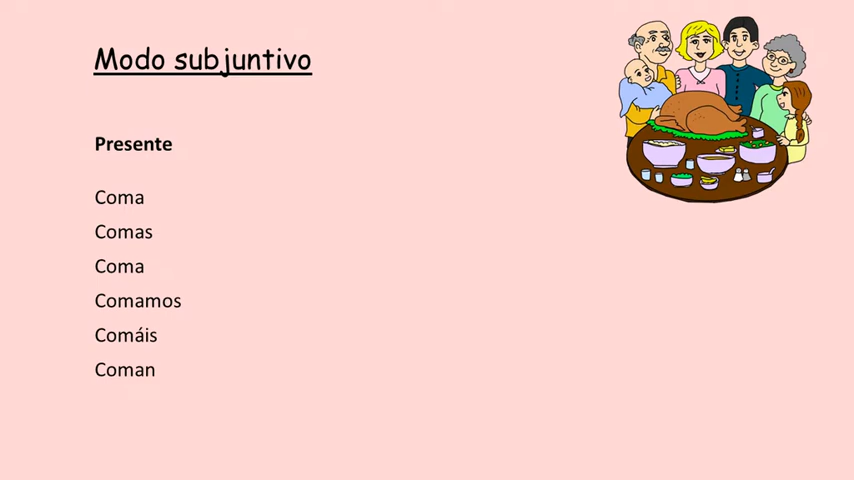 Modo subjuntivo
Presente
Coma
Comas
Coma
Comamos
Comáis
Coman